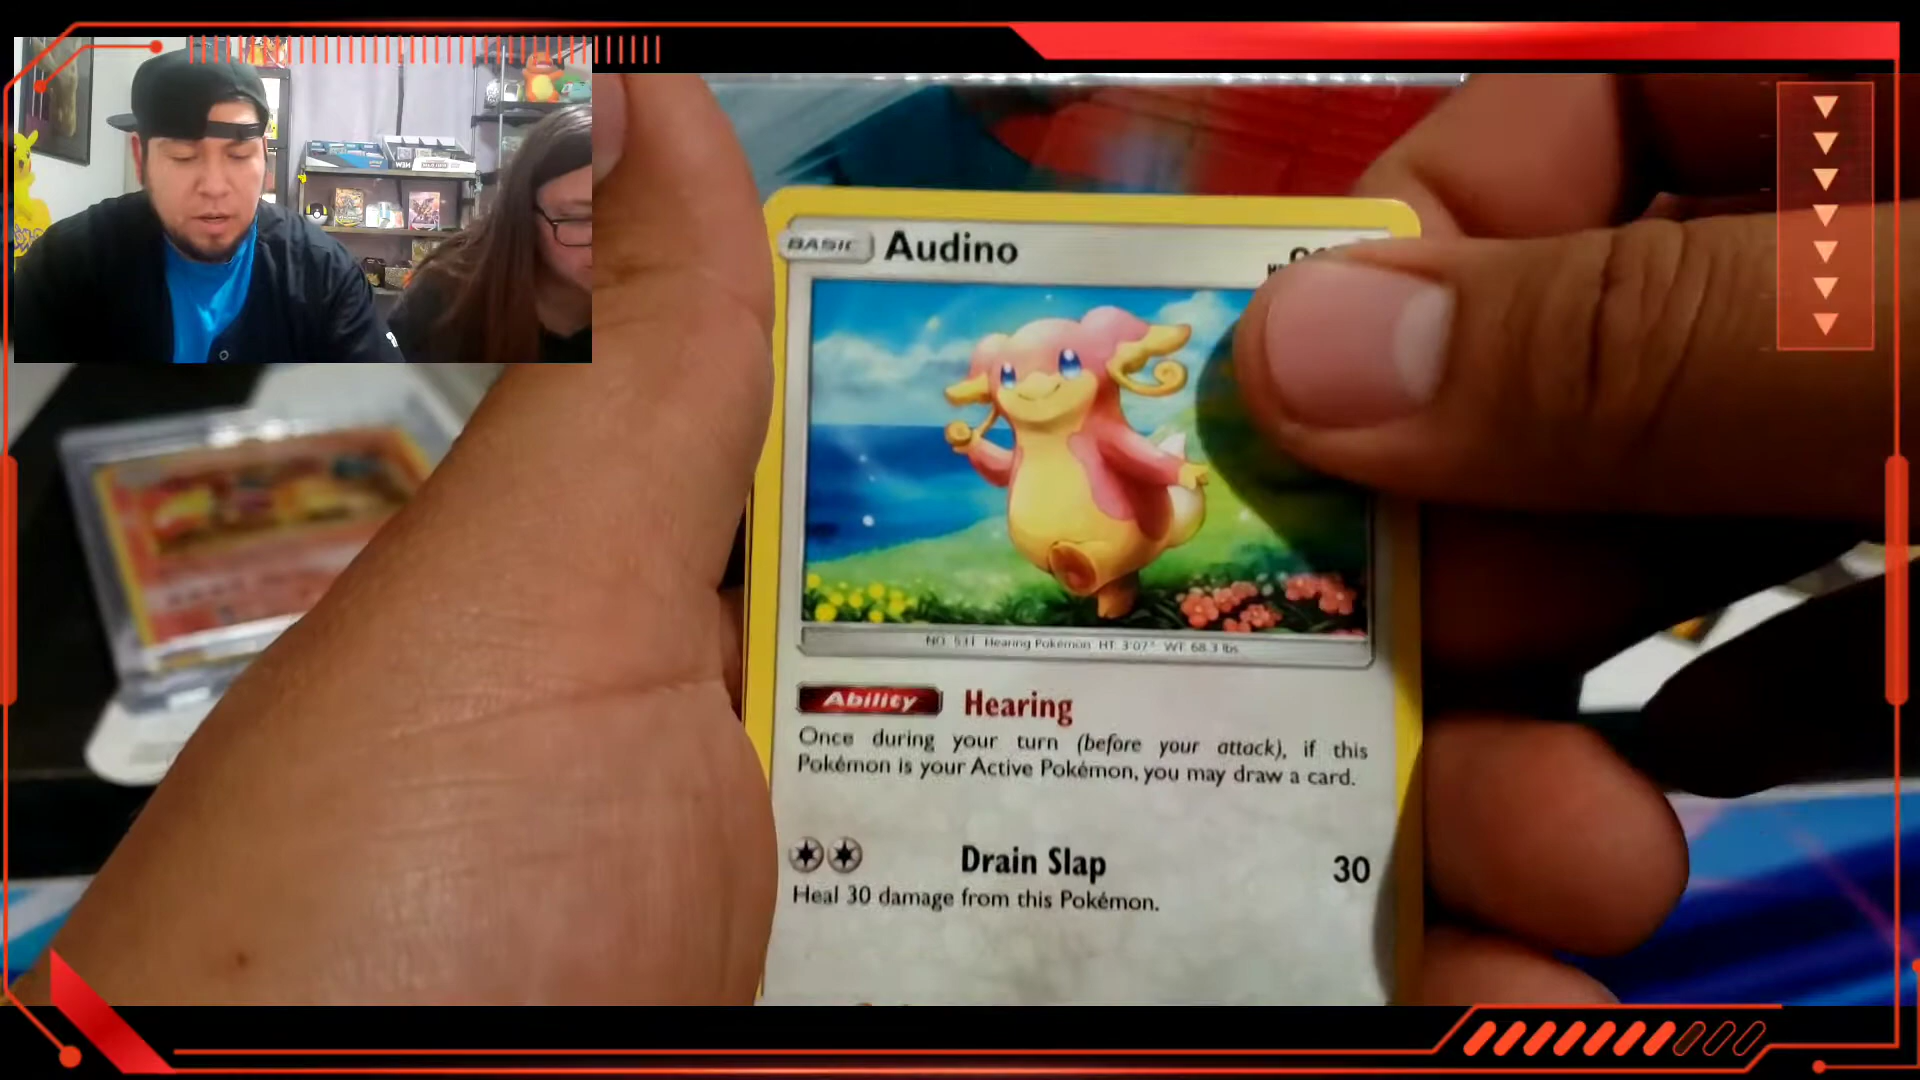 BASIC Audino
NO. 531 Hearing Pokémon HT: 3'07" WT: 68.3 lbs.
Ability Hearing
Once during your turn (before your attack), if this
Pokémon is your Active Pokémon, you may draw a card.
Drain Slap 30
Heal 30 damage from this Pokémon.